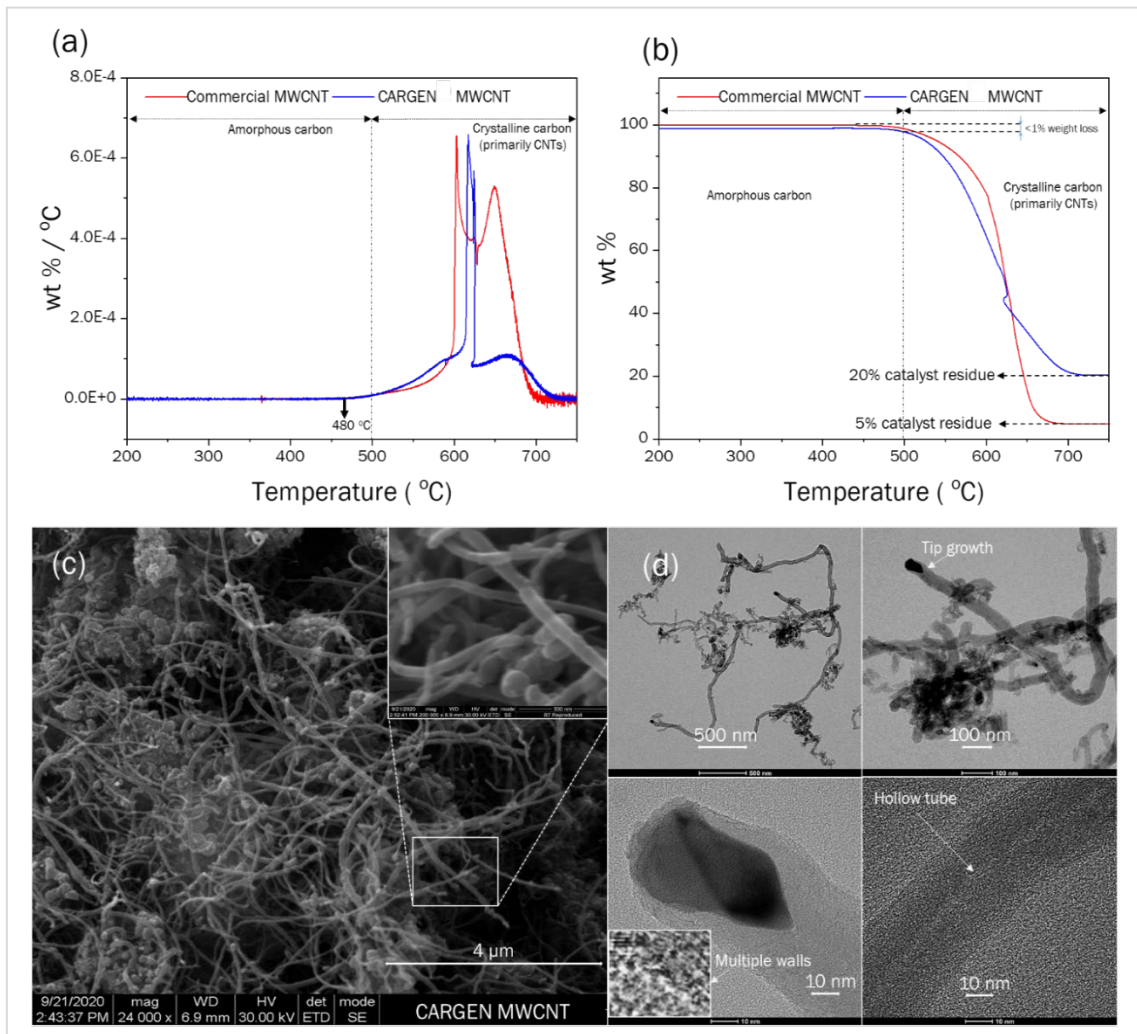 (a)
8.0E-4
6.0E-4
4.0E-4
2.0E-4
0.0E+0
wt % / ⁰C
Commercial MWCNT
CARGEN MWCNT
Amorphous carbon
Crystalline carbon
(primarily CNTs)
480 ⁰C
200 300 400 500 600 700
Temperature ( ⁰C)
(b)
100
80
60
40
20
0
wt %
Commercial MWCNT
CARGEN MWCNT
<1% weight loss
Amorphous carbon
Crystalline carbon
(primarily CNTs)
20% catalyst residue
5% catalyst residue
200 300 400 500 600 700
Temperature ( ⁰C)
(c)
4 µm
9/21/2020 mag WD HV det mode
2:43:37 PM 24 000 x 6.9 mm 30.00 kV ETD SE
CARGEN MWCNT
(d)
500 nm
500 nm
Tip growth
100 nm
100 nm
Multiple walls
10 nm
10 nm
Hollow tube
10 nm
10 nm